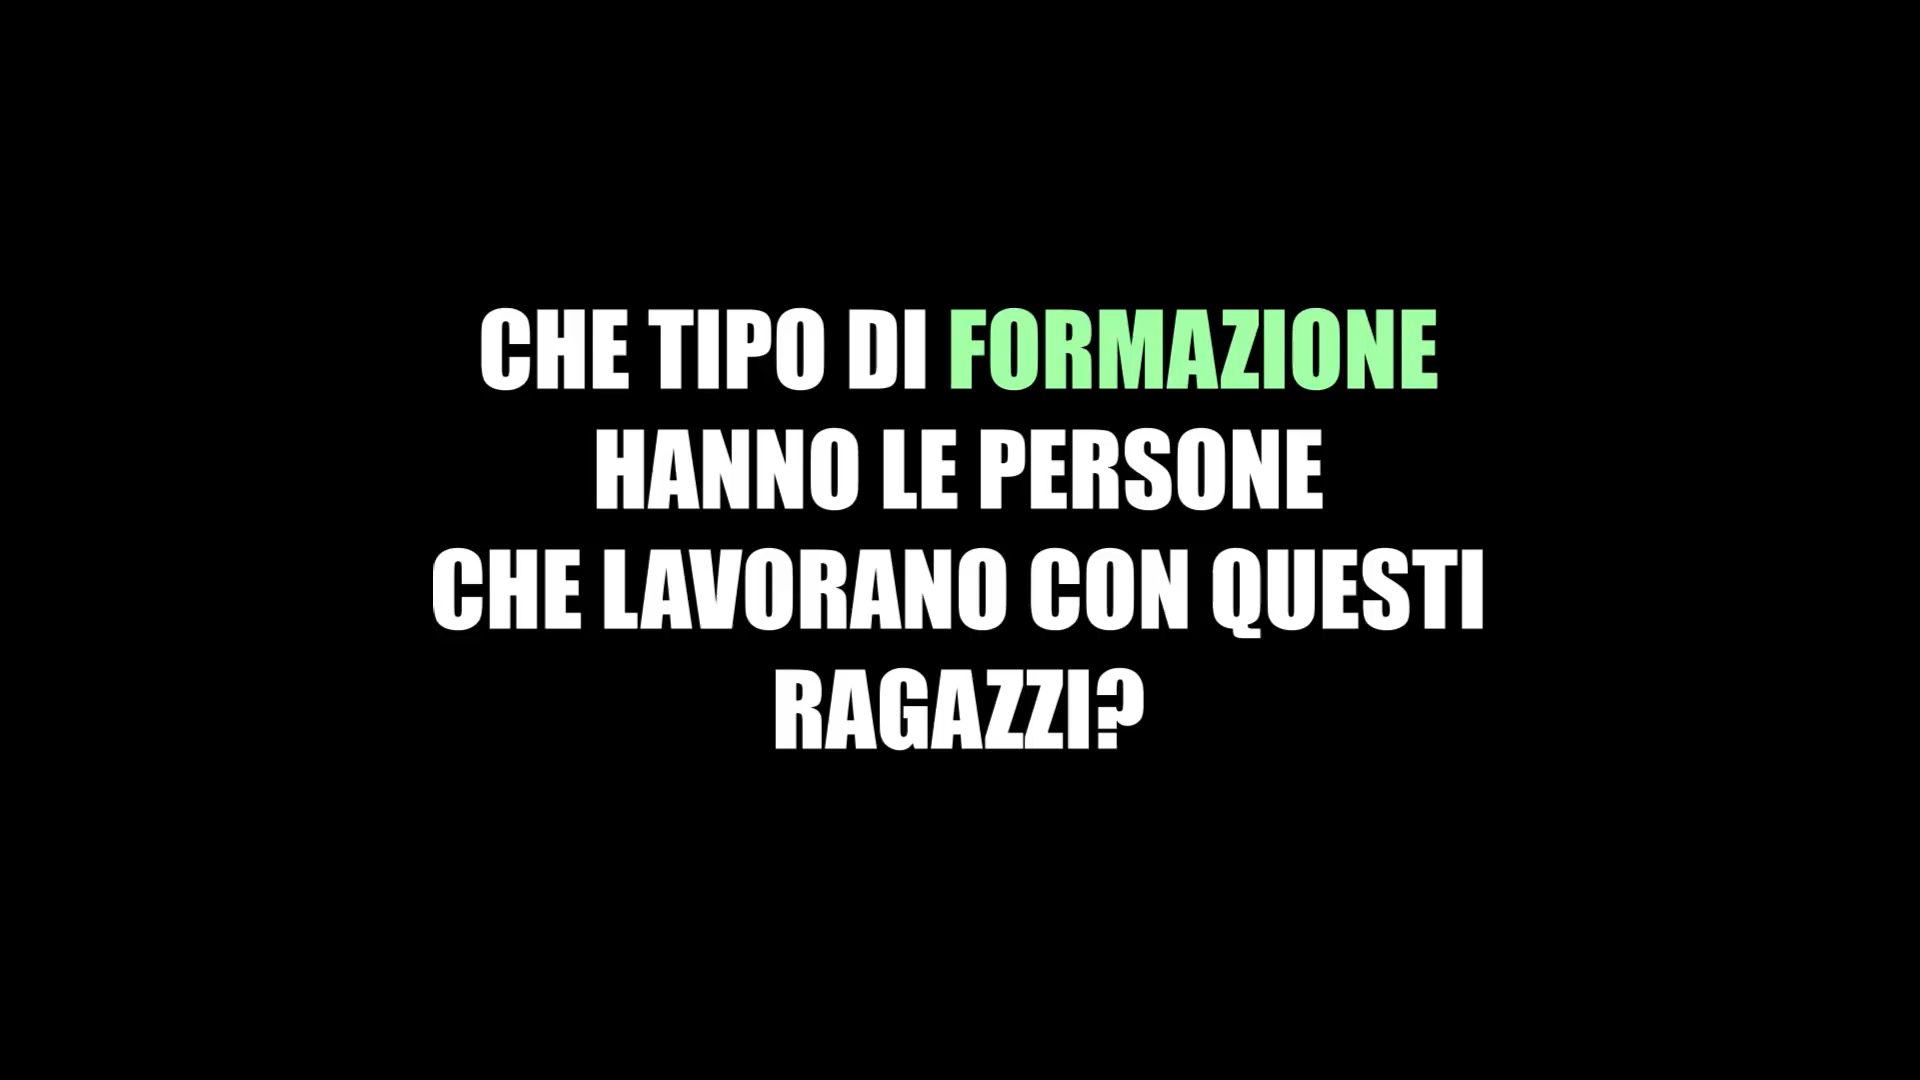 CHE TIPO DI FORMAZIONE
HANNO LE PERSONE
CHE LAVORANO CON QUESTI
RAGAZZI?